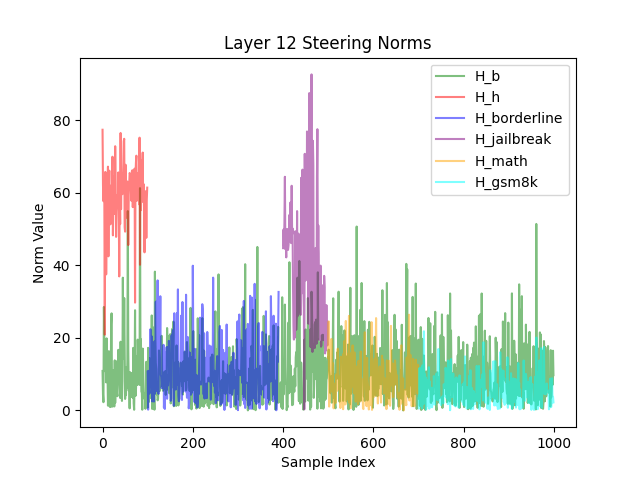 Layer 12 Steering Norms
H_b
H_h
H_borderline
H_jailbreak
H_math
H_gsm8k
Norm Value
80
60
40
20
0
0
200
400
600
800
1000
Sample Index